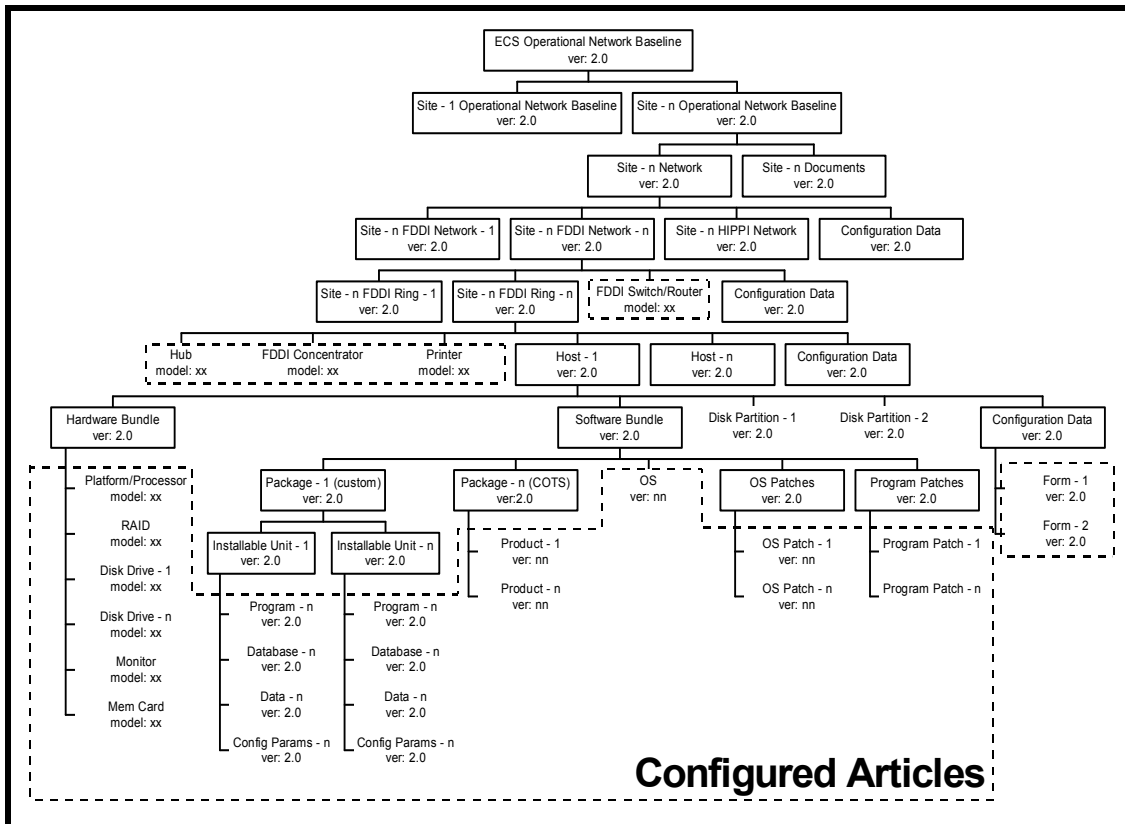 ECS Operational Network Baseline
ver: 2.0
Site - 1 Operational Network Baseline
ver: 2.0
Site - n Operational Network Baseline
ver: 2.0
Site - n Network
ver: 2.0
Site - n Documents
ver: 2.0
Site - n FDDI Network - 1
ver: 2.0
Site - n FDDI Network - n
ver: 2.0
Site - n HIPPI Network
ver: 2.0
Configuration Data
ver: 2.0
Site - n FDDI Ring - 1
ver: 2.0
Site - n FDDI Ring - n
ver: 2.0
FDDI Switch/Router
model: xx
Configuration Data
ver: 2.0
Hub
model: xx
FDDI Concentrator
model: xx
Printer
model: xx
Host - 1
ver: 2.0
Host - n
ver: 2.0
Configuration Data
ver: 2.0
Hardware Bundle
ver: 2.0
Software Bundle
ver: 2.0
Disk Partition - 1
ver: 2.0
Disk Partition - 2
ver: 2.0
Configuration Data
ver: 2.0
Platform/Processor
model: xx
RAID
model: xx
Disk Drive - 1
model: xx
Disk Drive - n
model: xx
Monitor
model: xx
Mem Card
model: xx
Package - 1 (custom)
ver: 2.0
Package - n (COTS)
ver:2.0
OS
ver: nn
OS Patches
ver: 2.0
Program Patches
ver: 2.0
Form - 1
ver: 2.0
Form - 2
ver: 2.0
Installable Unit - 1
ver: 2.0
Installable Unit - n
ver: 2.0
Product - 1
ver: nn
Product - n
ver: nn
OS Patch - 1
ver: nn
OS Patch - n
ver: nn
Program Patch - 1
Program Patch - n
Program - n
ver: 2.0
Database - n
ver: 2.0
Data - n
ver: 2.0
Config Params - n
ver: 2.0
Program - n
ver: 2.0
Database - n
ver: 2.0
Data - n
ver: 2.0
Config Params - n
ver: 2.0
Configured Articles